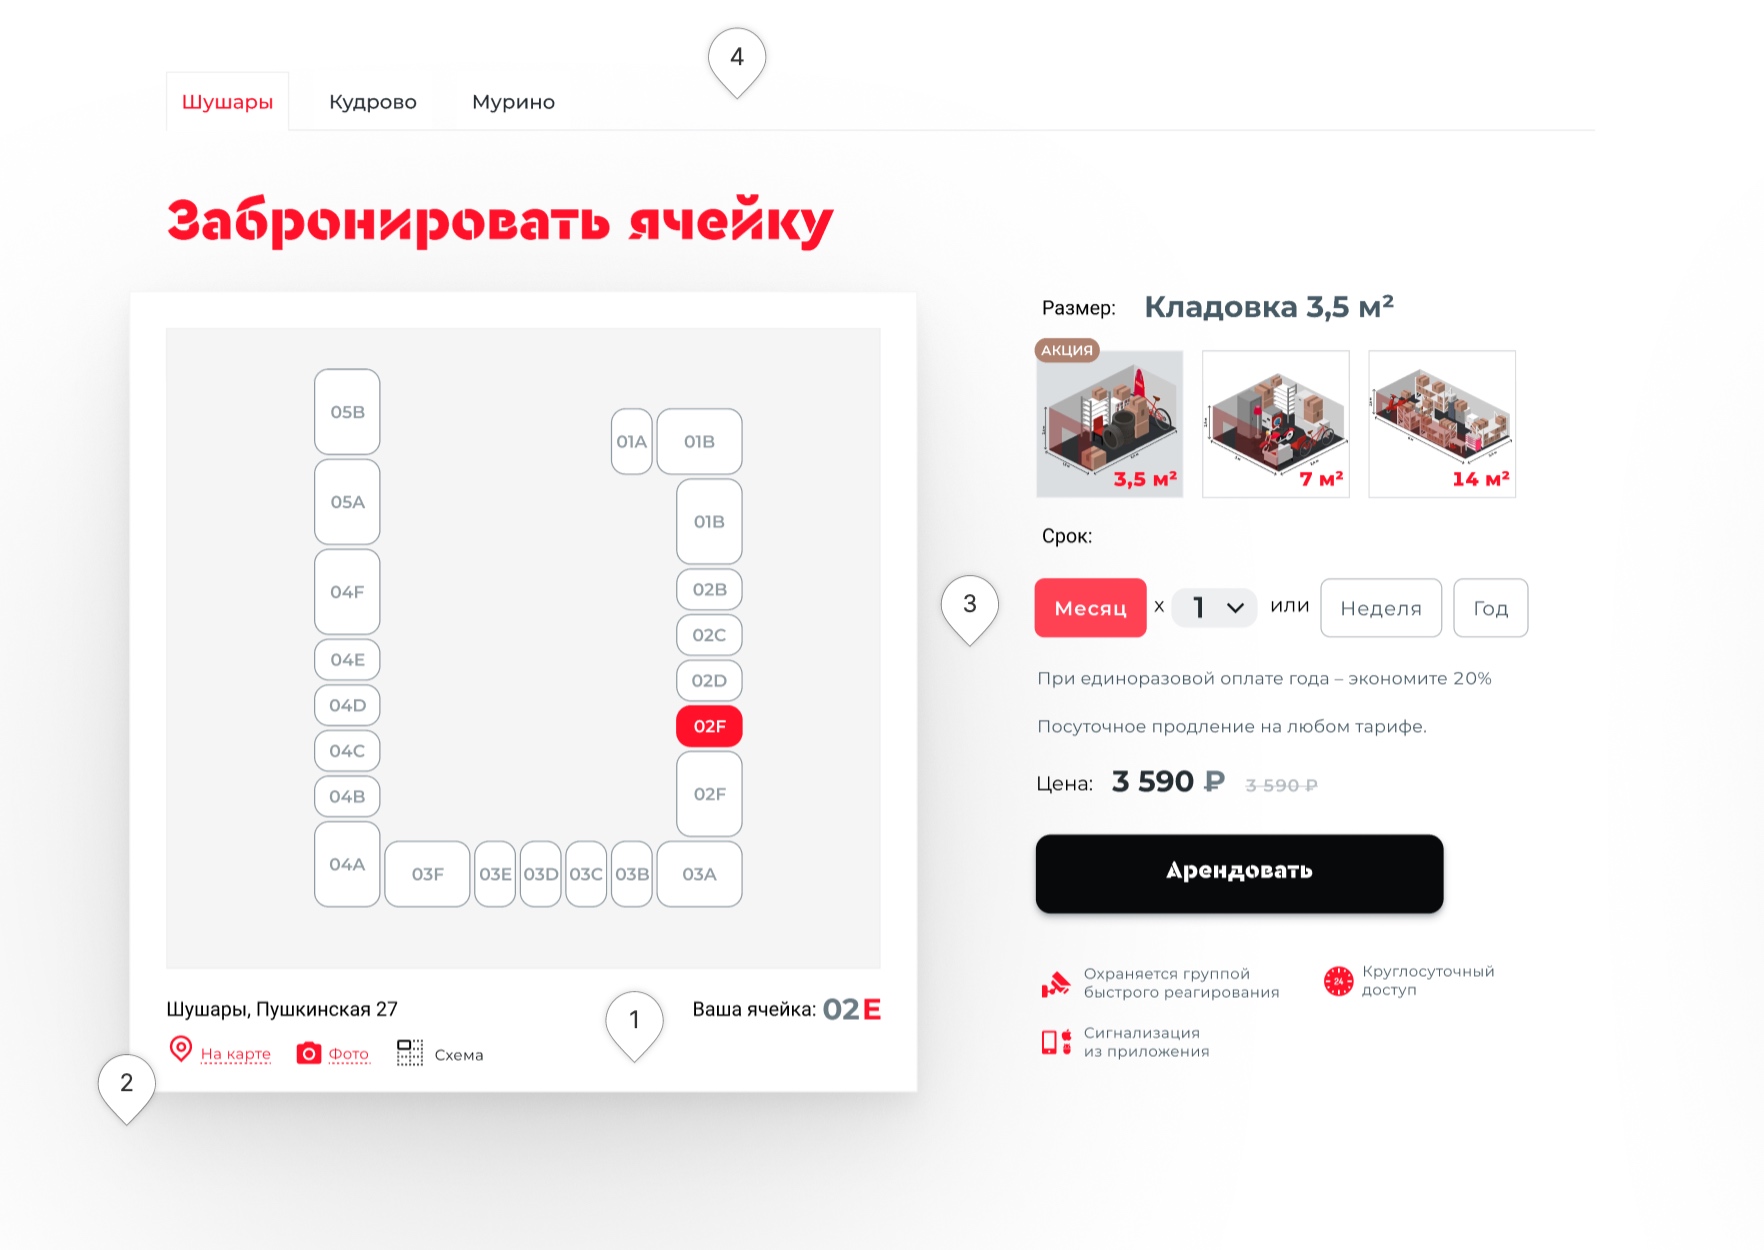 4
Шушары Кудрово Мурино
Забронировать ячейку
Размер: Кладовка 3,5 м²
АКЦИЯ
3,5 м² 7 м² 14 м²
05B
05A
04F
04E
04D
04C
04B
04A
03F 03E 03D 03C 03B 03A
01A 01B
01B
02B
02C
02D
02F
02F
Шушары, Пушкинская 27
Ваша ячейка: 02E
На карте Фото Схема
1
2
3
Срок:
Месяц x 1 или Неделя Год
При единоразовой оплате года – экономите 20%
Посуточное продление на любом тарифе.
Цена: 3 590 ₽ 3 590 ₽
Арендовать
Охраняется группой
быстрого реагирования
24
Круглосуточный
доступ
Сигнализация
из приложения